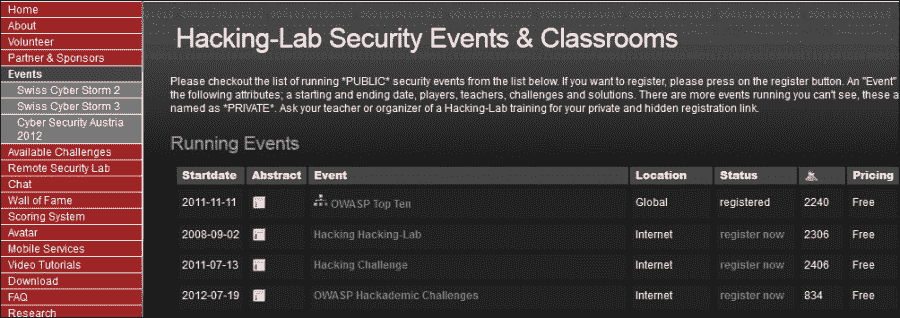 Home
About
Volunteer
Partner & Sponsors
Events
Swiss Cyber Storm 2
Swiss Cyber Storm 3
Cyber Security Austria
2012
Available Challenges
Remote Security Lab
Chat
Wall of Fame
Scoring System
Avatar
Mobile Services
Video Tutorials
Download
FAQ
Research
Hacking-Lab Security Events & Classrooms
Please checkout the list of running *PUBLIC* security events from the list below. If you want to register, please press on the register button. An "Event"
the following attributes; a starting and ending date, players, teachers, challenges and solutions. There are more events running you can't see, these a
named as *PRIVATE*. Ask your teacher or organizer of a Hacking-Lab training for your private and hidden registration link.
Running Events
Startdate Abstract Event Location Status Pricing
2011-11-11 OWASP Top Ten Global registered 2240 Free
2008-09-02 Hacking Hacking-Lab Internet register now 2306 Free
2011-07-13 Hacking Challenge Internet register now 2406 Free
2012-07-19 OWASP Hackademic Challenges Internet register now 834 Free